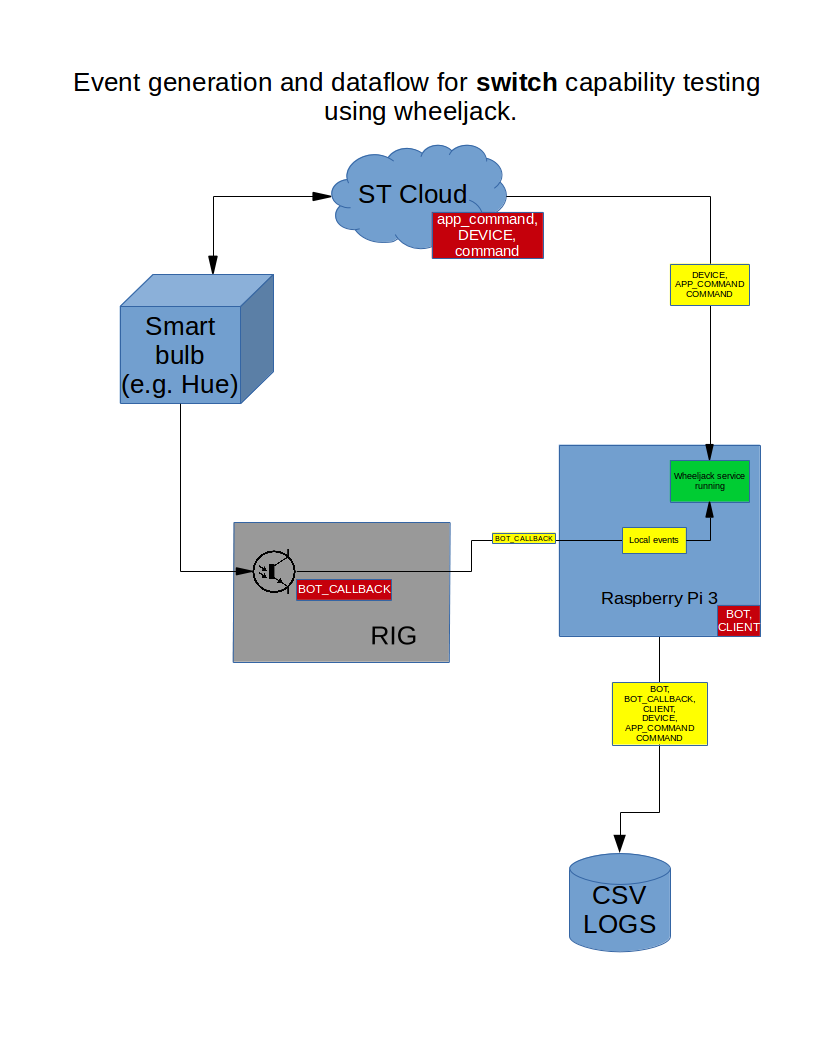 Event generation and dataflow for switch capability testing
using wheeljack.
ST Cloud
app_command,
DEVICE,
command
DEVICE,
APP_COMMAND
COMMAND
Smart
bulb
(e.g. Hue)
Wheeljack service
running
BOT_CALLBACK
Local events
BOT_CALLBACK
RIG
Raspberry Pi 3
BOT,
CLIENT
BOT,
BOT_CALLBACK,
CLIENT,
DEVICE,
APP_COMMAND
COMMAND
CSV
LOGS